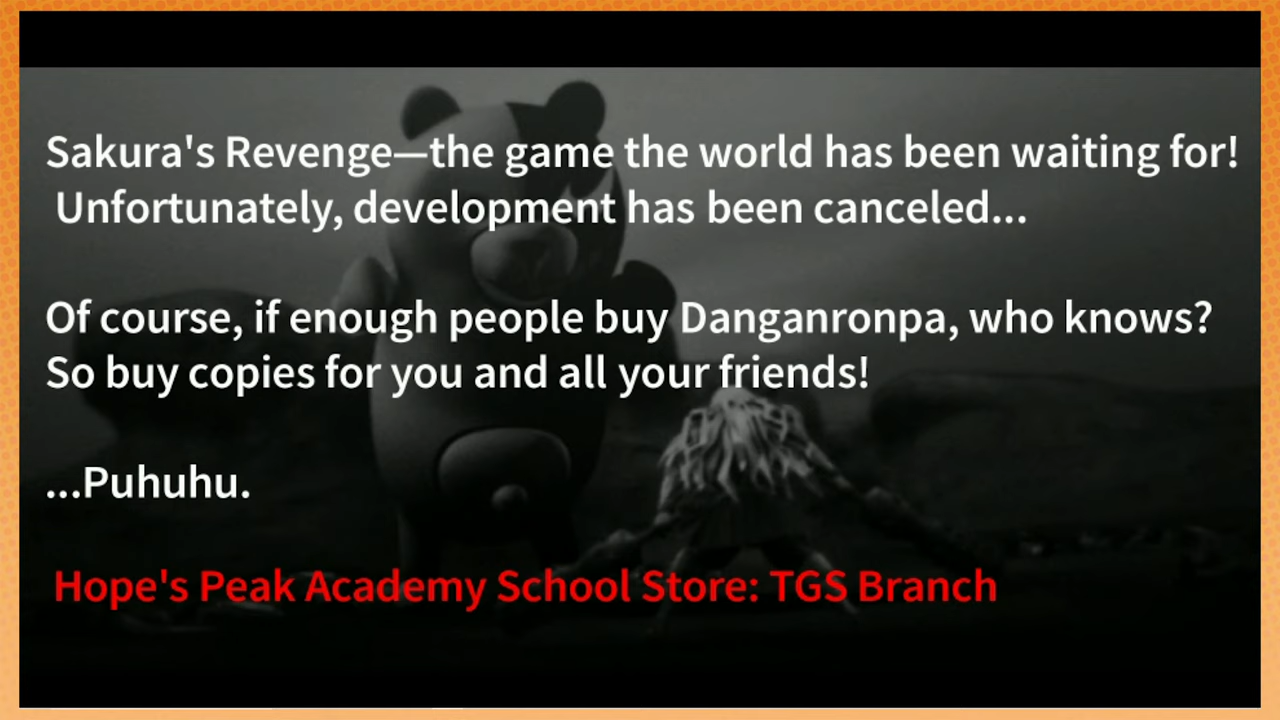 Sakura's Revenge—the game the world has been waiting for!
Unfortunately, development has been canceled...
Of course, if enough people buy Danganronpa, who knows?
So buy copies for you and all your friends!
...Puhuhu.
Hope's Peak Academy School Store: TGS Branch